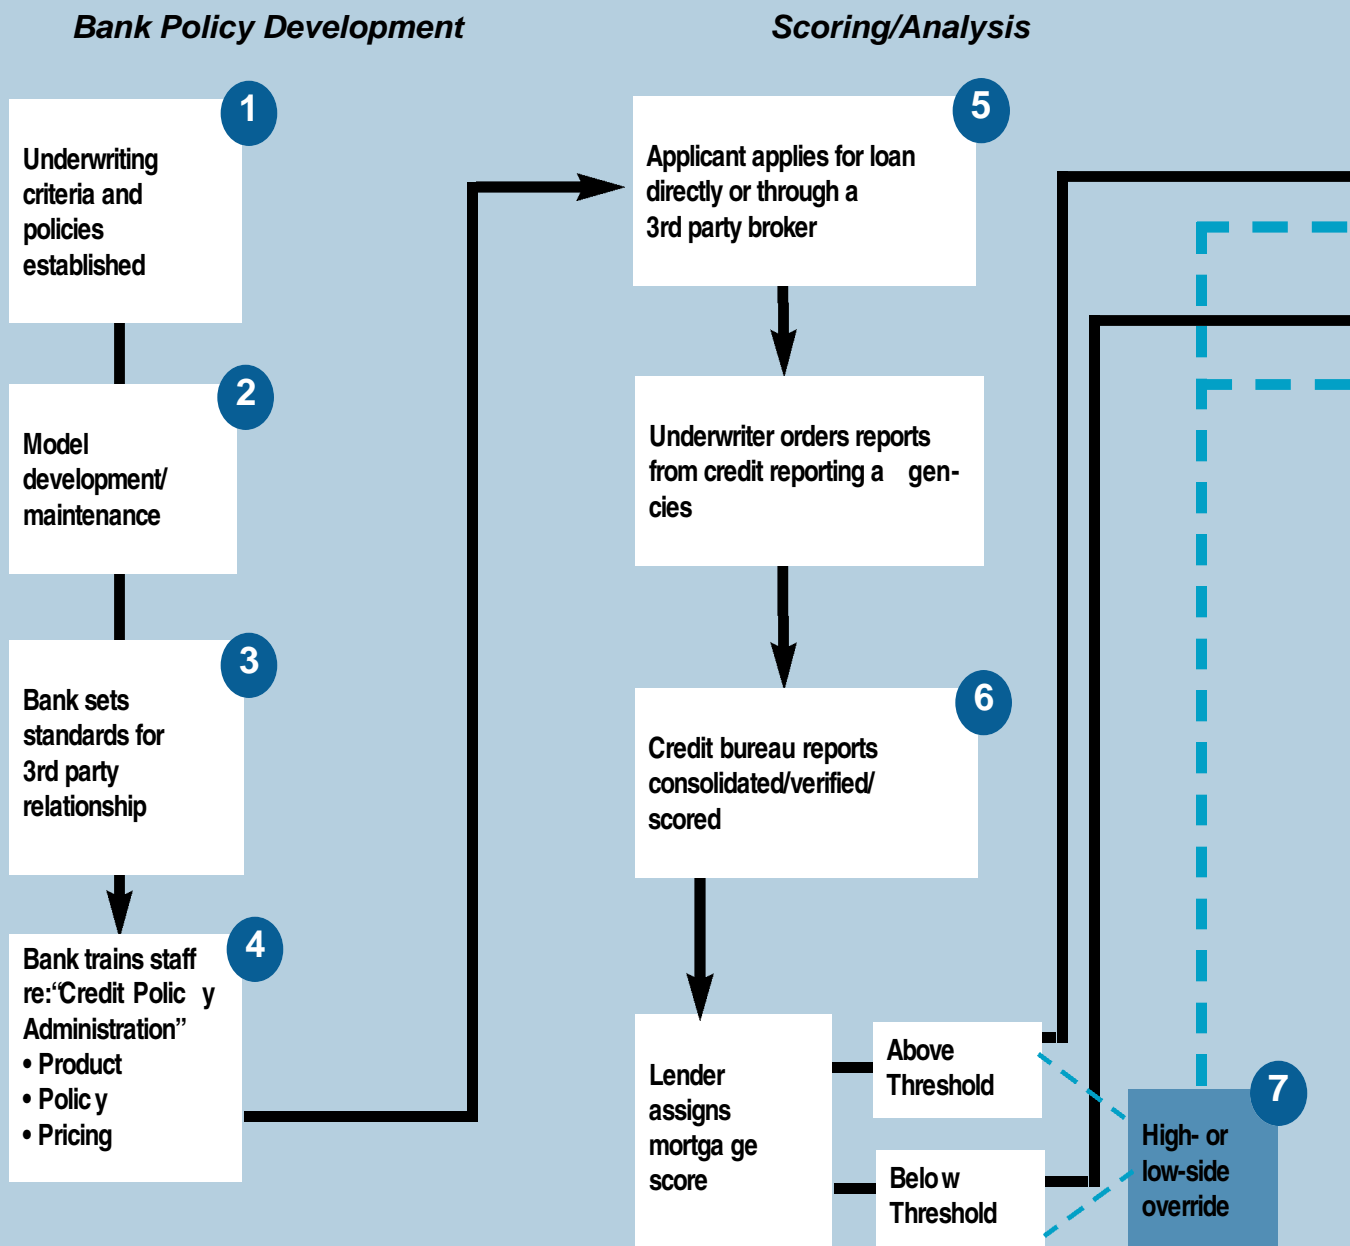 Bank Policy Development
1
Underwriting
criteria and
policies
established
2
Model
development/
maintenance
3
Bank sets
standards for
3rd party
relationship
4
Bank trains staff
re:“Credit Polic y
Administration”
• Product
• Polic y
• Pricing
Scoring/Analysis
5
Applicant applies for loan
directly or through a
3rd party broker
Underwriter orders reports
from credit reporting a gen-
cies
6
Credit bureau reports
consolidated/verified/
scored
Lender
assigns
mortga ge
score
Above
Threshold
Belo w
Threshold
7
High- or
low-side
override